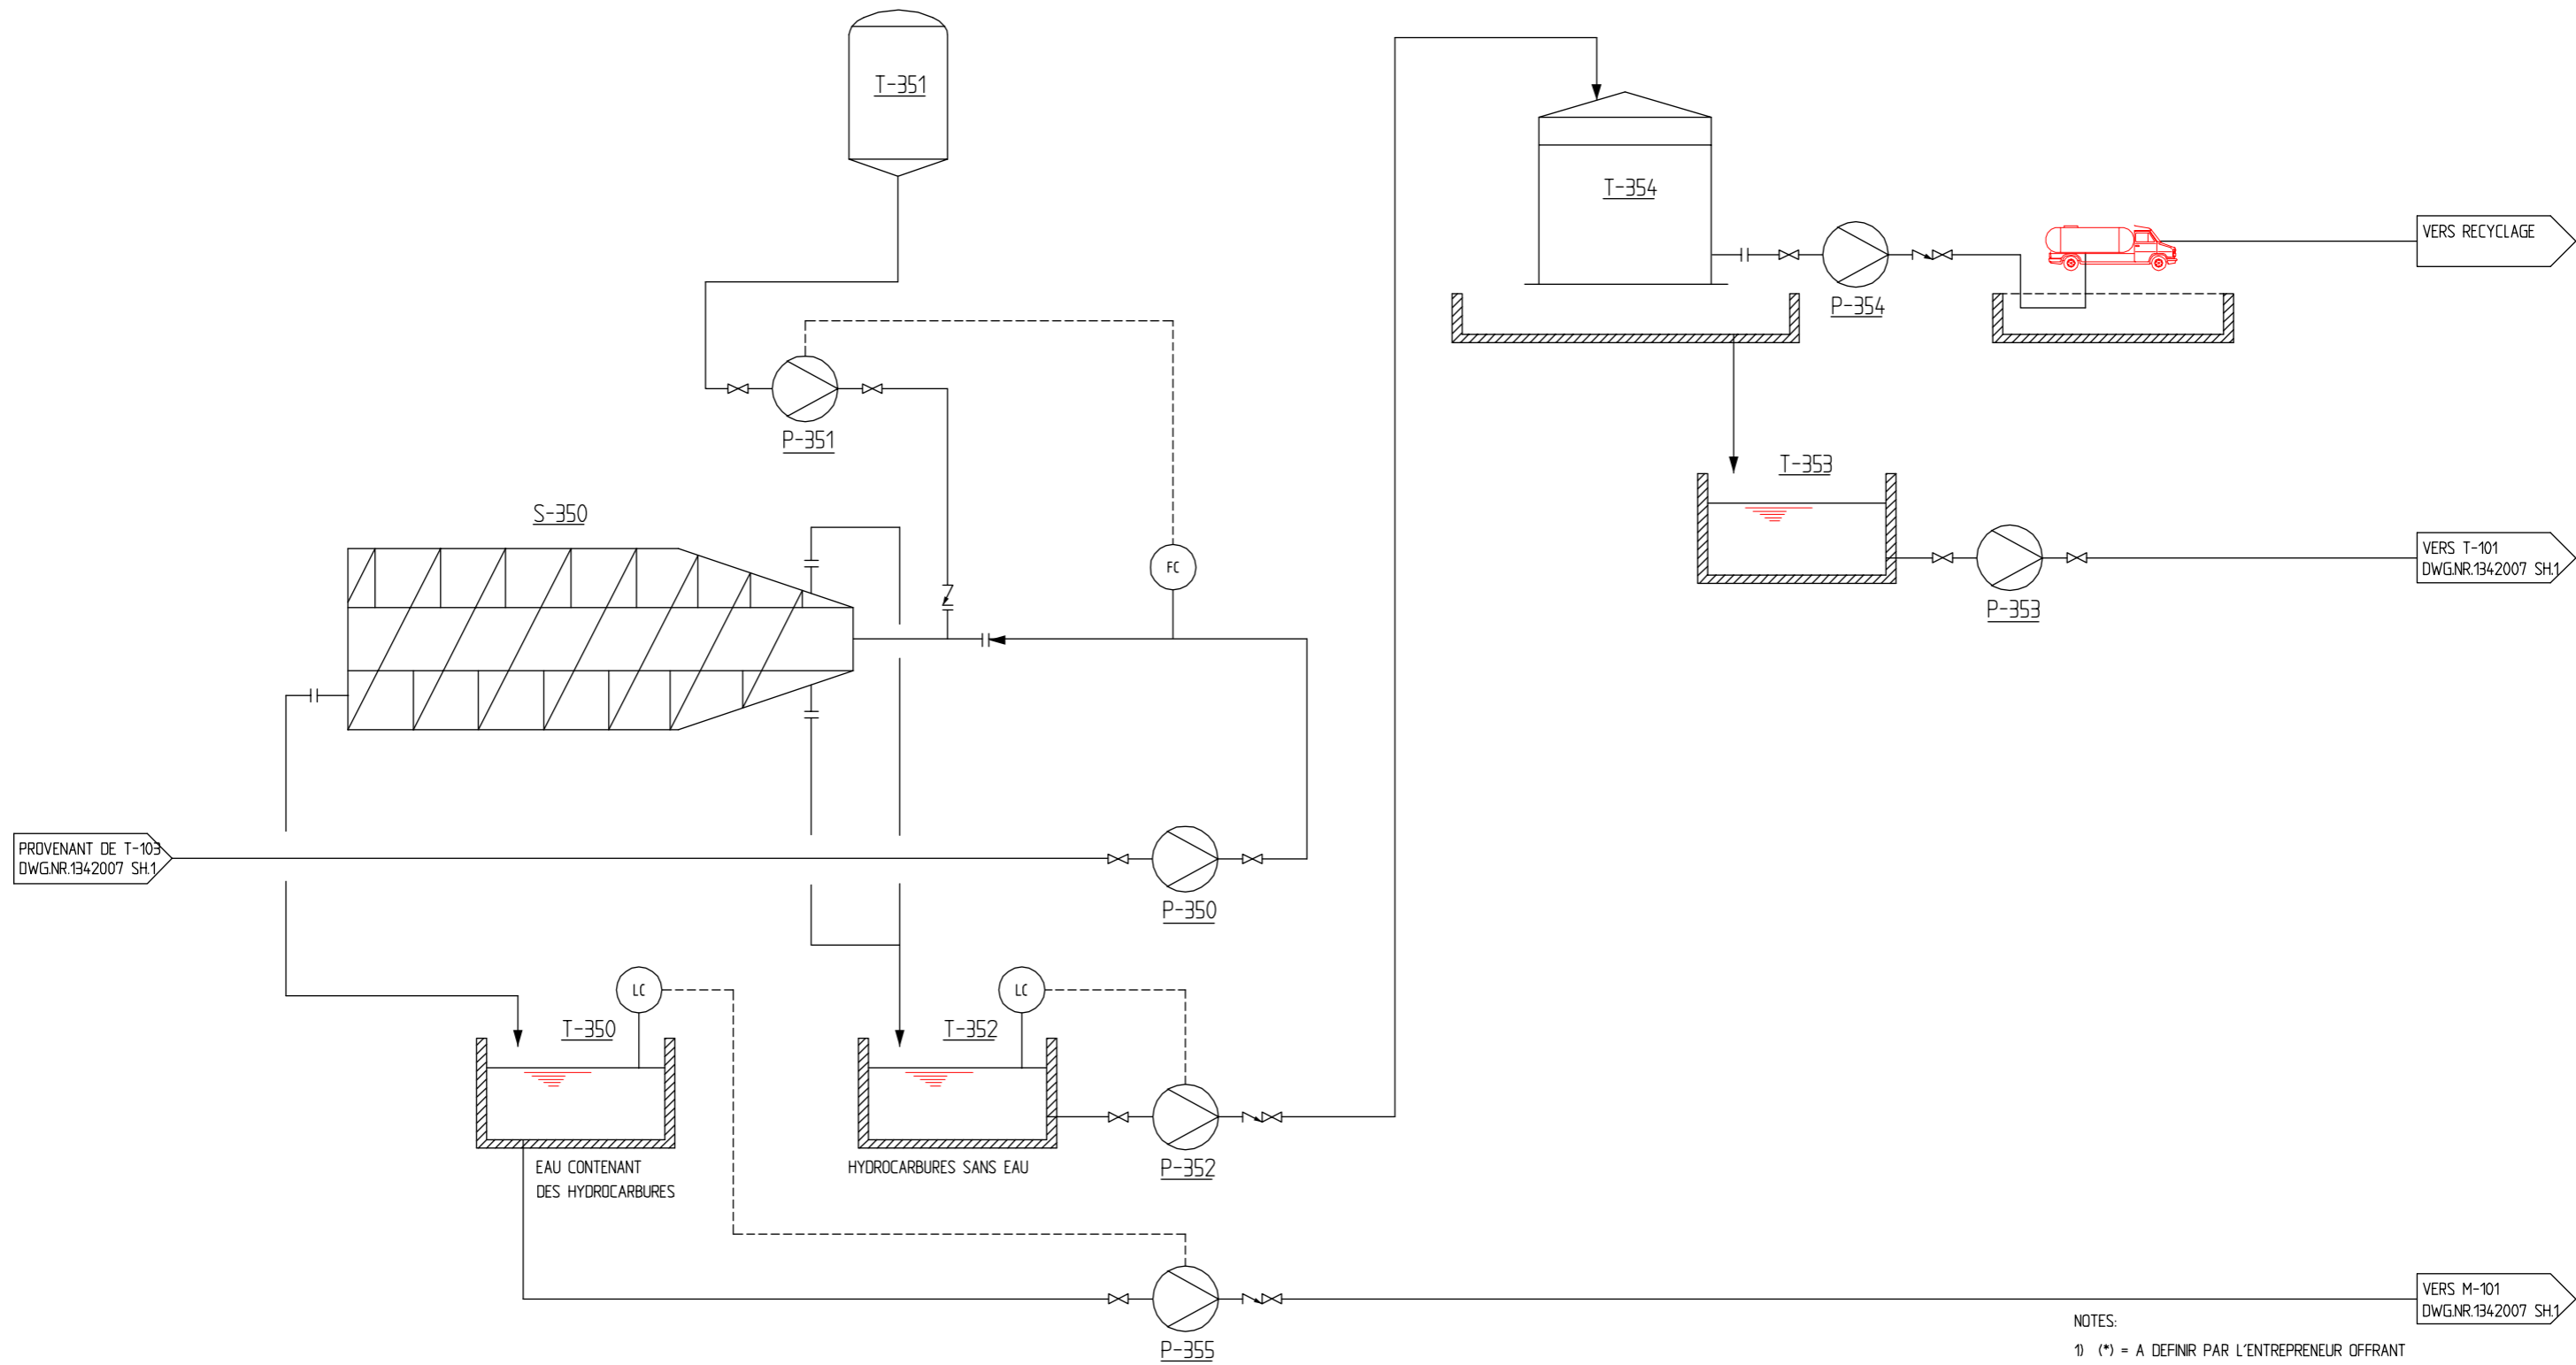 T-351
T-354
VERS RECYCLAGE
P-354
P-351
T-353
S-350
VERS T-101
DWG.NR.1342007 SH.1
FC
P-353
PROVENANT DE T-103
DWG.NR.1342007 SH.1
P-350
LC
LC
T-350
T-352
EAU CONTENANT
DES HYDROCARBURES
HYDROCARBURES SANS EAU
P-352
VERS M-101
DWG.NR.1342007 SH.1
P-355
NOTES:
1) (*) = A DEFINIR PAR L'ENTREPRENEUR OFFRANT